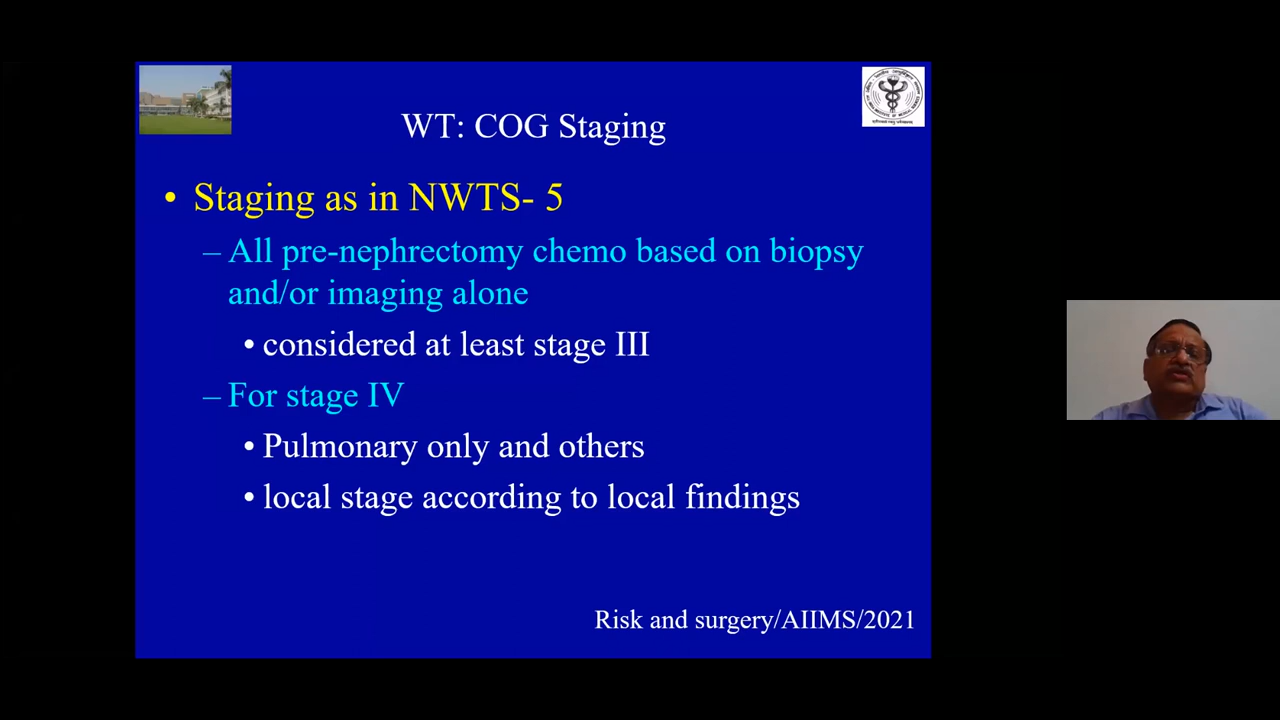 WT: COG Staging
• Staging as in NWTS- 5
– All pre-nephrectomy chemo based on biopsy
and/or imaging alone
• considered at least stage III
– For stage IV
• Pulmonary only and others
• local stage according to local findings
Risk and surgery/AIIMS/2021